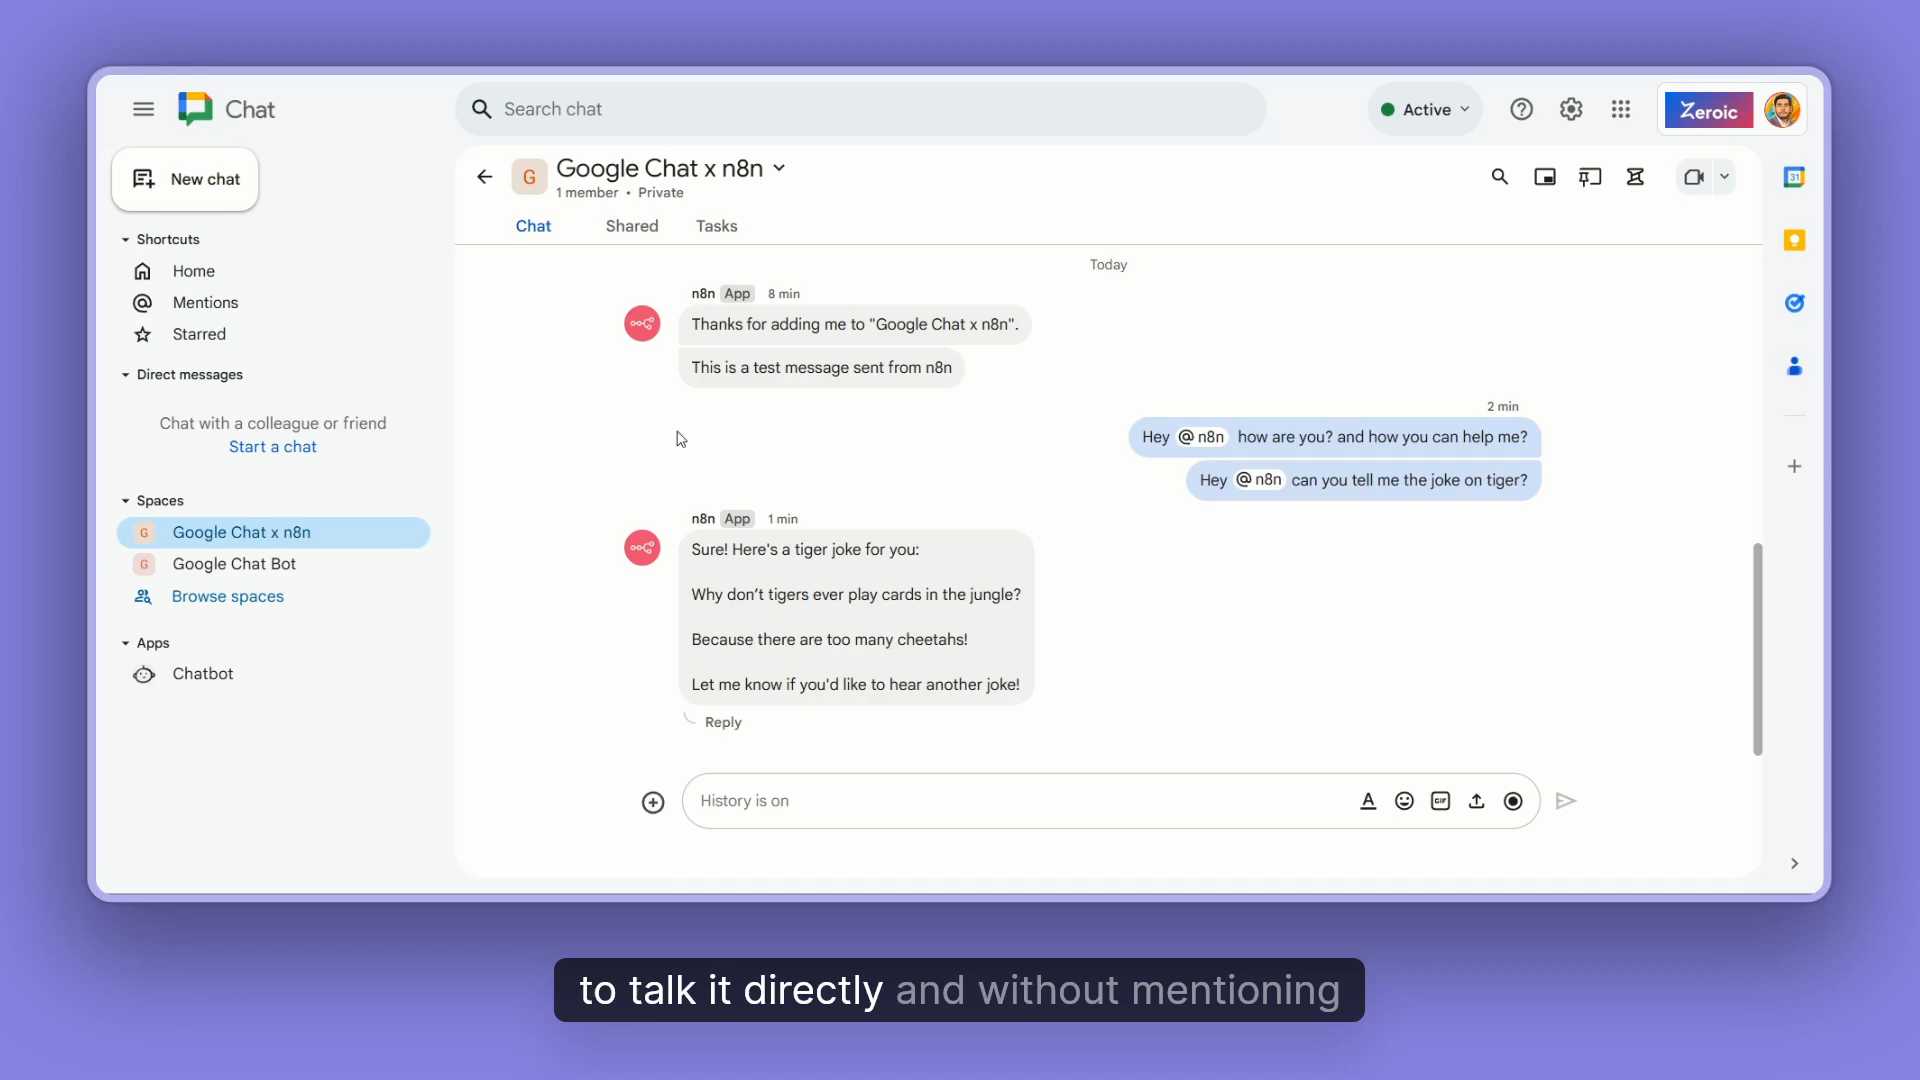 Chat
Search chat
Active
Zeroic
New chat
Shortcuts
Home
Mentions
Starred
Direct messages
Chat with a colleague or friend
Start a chat
Spaces
G Google Chat x n8n
G Google Chat Bot
Browse spaces
Apps
Chatbot
G Google Chat x n8n
1 member • Private
Chat Shared Tasks
Today
n8n App 8 min
Thanks for adding me to "Google Chat x n8n".
This is a test message sent from n8n
2 min
Hey @n8n how are you? and how you can help me?
Hey @n8n can you tell me the joke on tiger?
n8n App 1 min
Sure! Here's a tiger joke for you:
Why don’t tigers ever play cards in the jungle?
Because there are too many cheetahs!
Let me know if you'd like to hear another joke!
Reply
History is on
GIF
31
to talk it directly and without mentioning